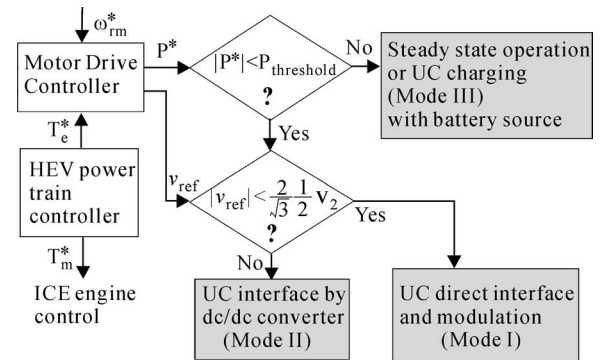 ω*rm
P*
Motor Drive
Controller
|P*|<Pthreshold
?
No
Steady state operation
or UC charging
(Mode III)
with battery source
T*e
Yes
HEV power
train
controller
vref
|vref|< 2/√3 1/2 v2
?
Yes
T*m
No
ICE engine
control
UC interface by
dc/dc converter
(Mode II)
UC direct interface
and modulation
(Mode I)